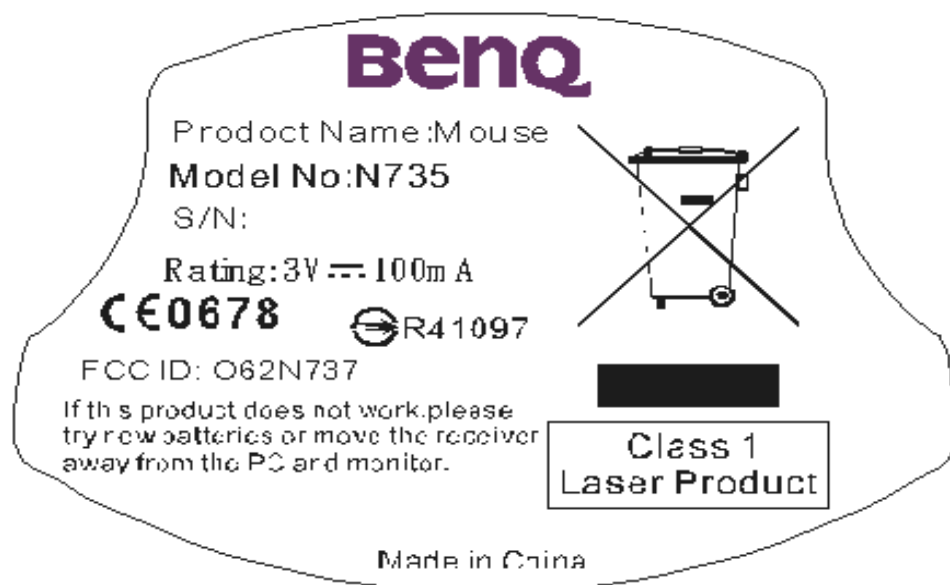 BenQ
Prodoct Name:Mouse
Model No:N735
S/N:
Rating:3V⎓100mA
CE0678
R41097
FCC ID: O62N737
If this product does not work.please
try new batteries or move the receiver
away from the PC and monitor.
Class 1
Laser Product
Made in China